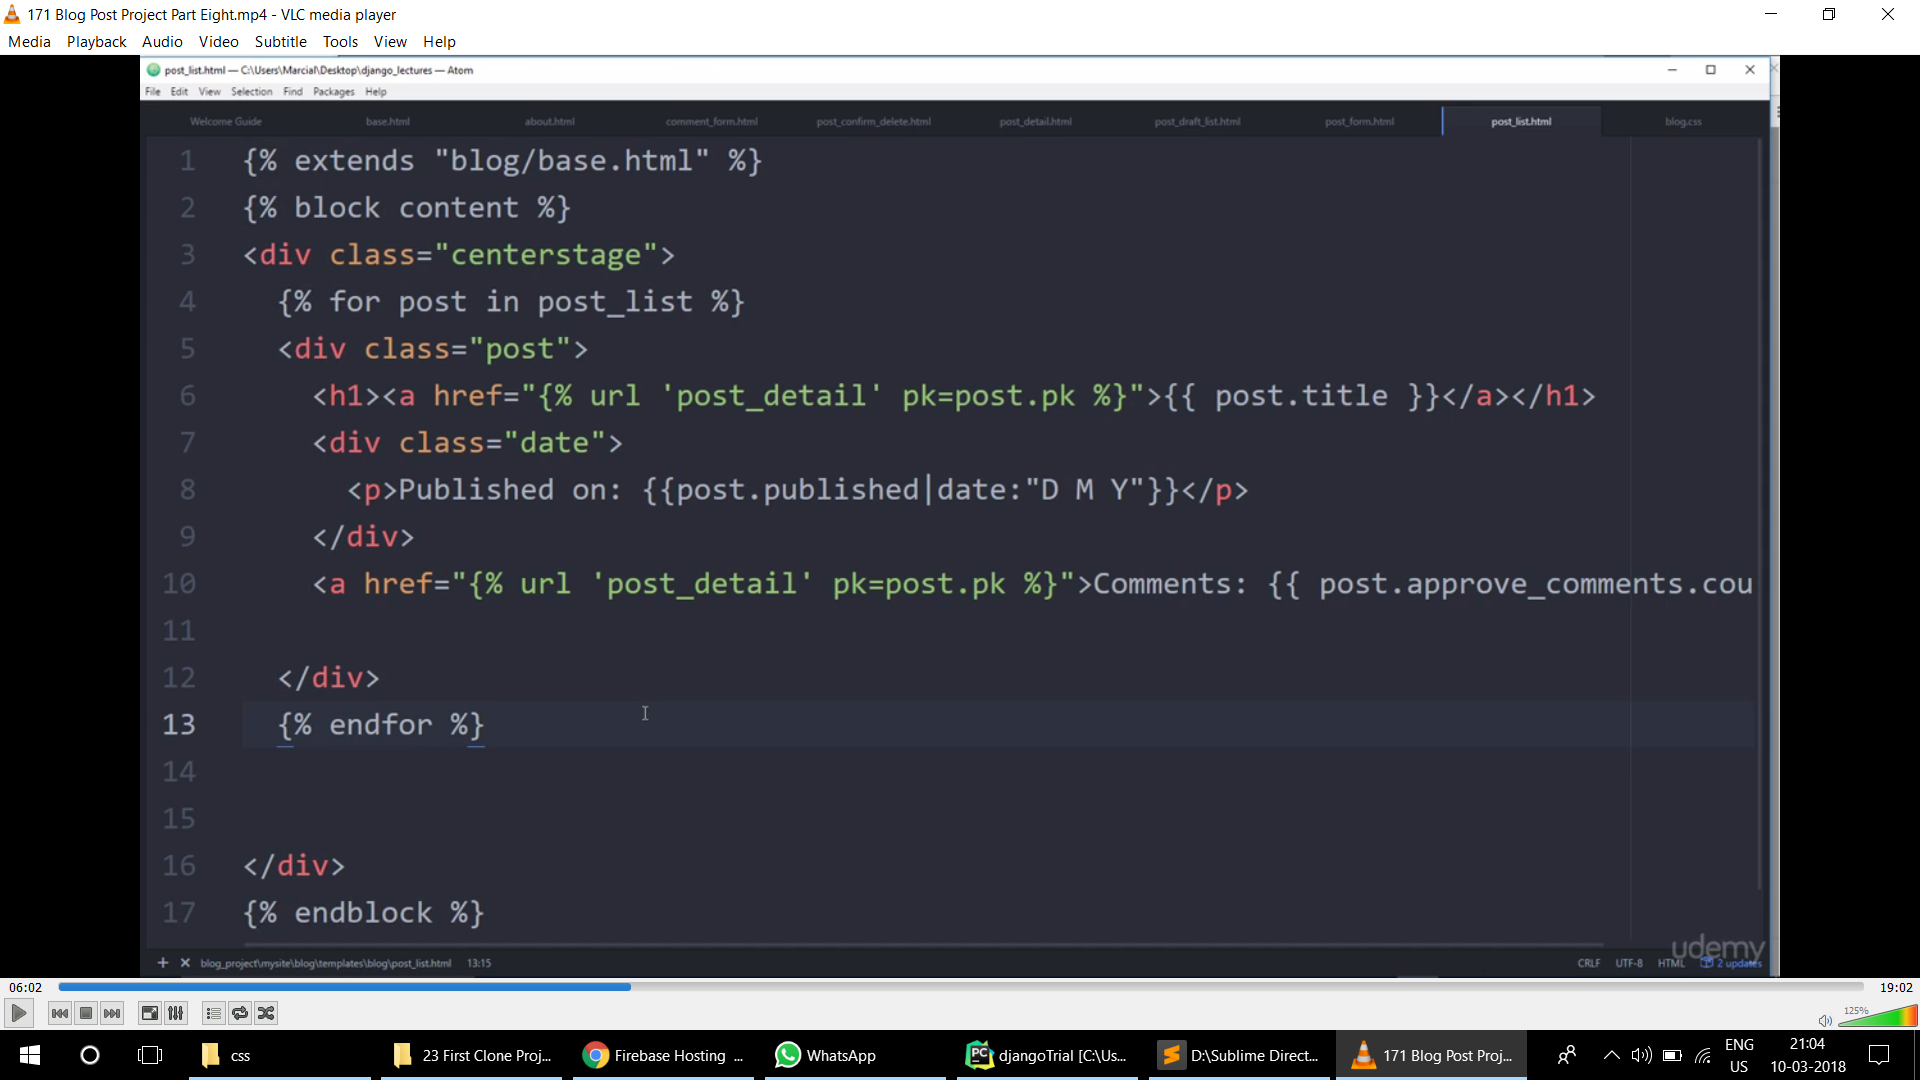 171 Blog Post Project Part Eight.mp4 - VLC media player
Media Playback Audio Video Subtitle Tools View Help
post_list.html — C:\Users\Marcial\Desktop\django_lectures — Atom
File Edit View Selection Find Packages Help
Welcome Guide base.html about.html comment_form.html post_confirm_delete.html post_detail.html post_draft_list.html post_form.html post_list.html blog.css
1 {% extends "blog/base.html" %}
2 {% block content %}
3 <div class="centerstage">
4 {% for post in post_list %}
5 <div class="post">
6 <h1><a href="{% url 'post_detail' pk=post.pk %}">{{ post.title }}</a></h1>
7 <div class="date">
8 <p>Published on: {{post.published|date:"D M Y"}}</p>
9 </div>
10 <a href="{% url 'post_detail' pk=post.pk %}">Comments: {{ post.approve_comments.cou
11
12 </div>
13 {% endfor %}
14
15
16 </div>
17 {% endblock %}
udemy
blog_project\mysite\blog\templates\blog\post_list.html 13:15 CRLF UTF-8 HTML 2 updates
06:02 19:02
125%
css 23 First Clone Proj... Firebase Hosting ... WhatsApp djangoTrial [C:\Us... D:\Sublime Direct... 171 Blog Post Proj... ENG 21:04
US 10-03-2018